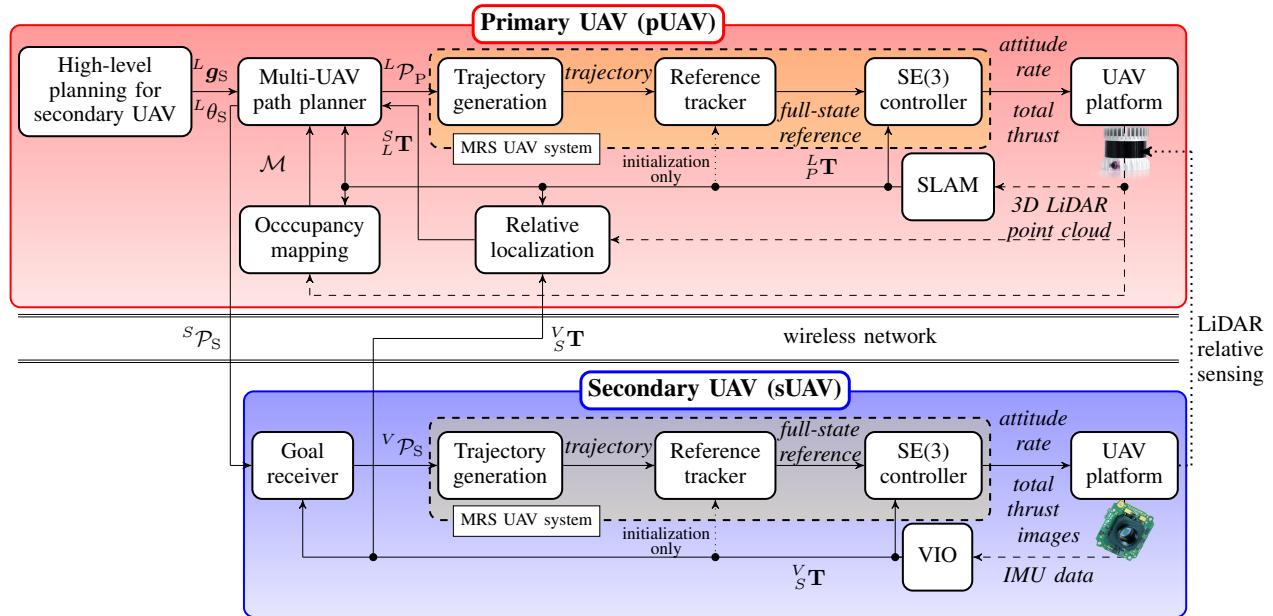 Primary UAV (pUAV)
High-level
planning for
secondary UAV
L g S
L θ S
Multi-UAV
path planner
L P P
Trajectory
generation
trajectory
Reference
tracker
full-state
reference
SE(3)
controller
attitude
rate
total
thrust
UAV
platform
MRS UAV system
initialization
only
S L T
M
L P T
SLAM
3D LiDAR
point cloud
Occcupancy
mapping
Relative
localization
S P S
V S T
wireless network
LiDAR
relative
sensing
Secondary UAV (sUAV)
Goal
receiver
V P S
Trajectory
generation
trajectory
Reference
tracker
full-state
reference
SE(3)
controller
attitude
rate
total
thrust
UAV
platform
MRS UAV system
initialization
only
V S T
VIO
images
IMU data